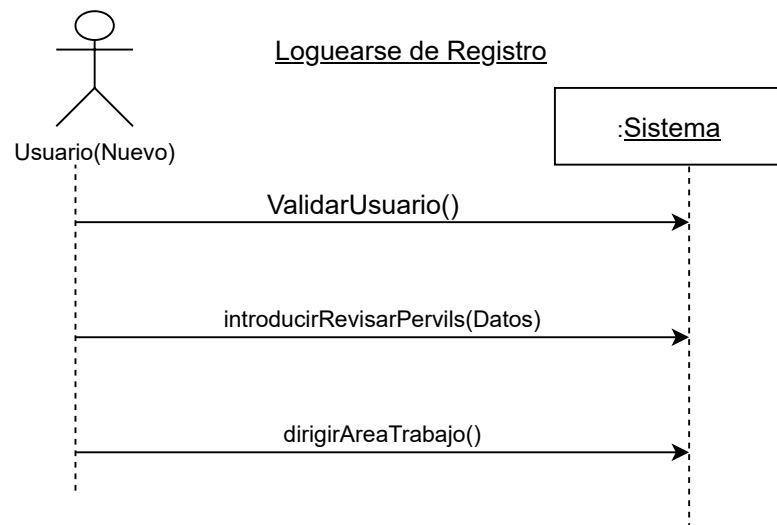 Loguearse de Registro
:Sistema
Usuario(Nuevo)
ValidarUsuario()
introducirRevisarPervils(Datos)
dirigirAreaTrabajo()